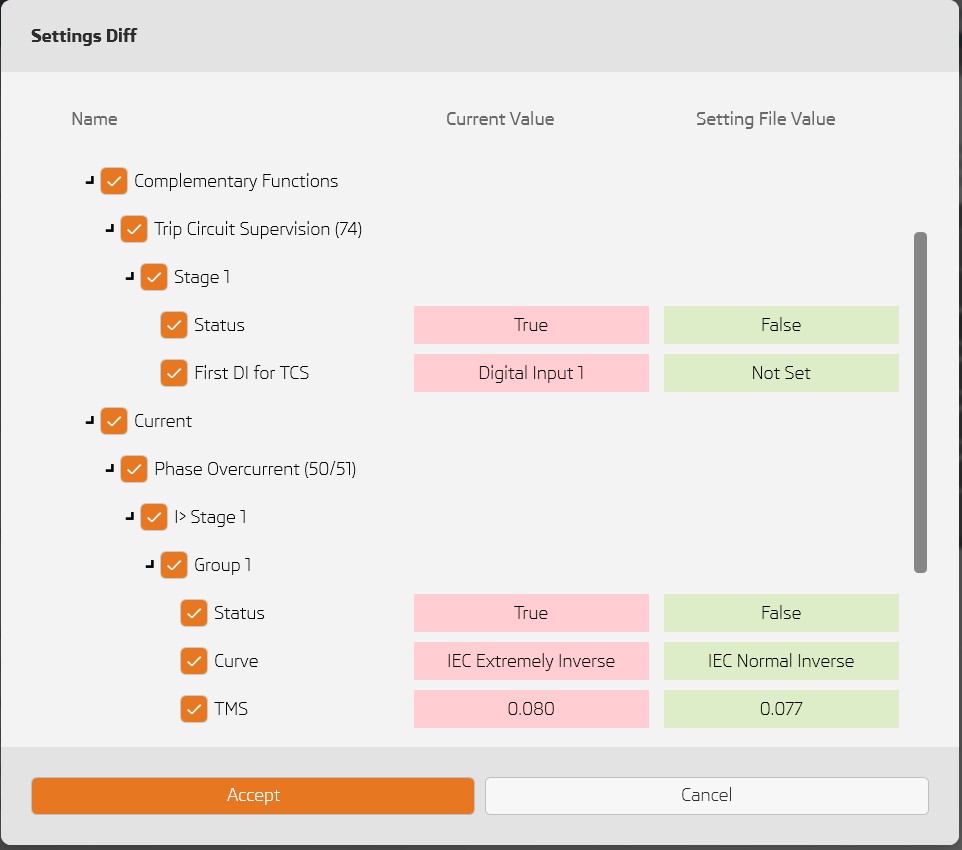 Settings Diff
Name Current Value Setting File Value
Complementary Functions
Trip Circuit Supervision (74)
Stage 1
Status True False
First DI for TCS Digital Input 1 Not Set
Current
Phase Overcurrent (50/51)
I> Stage 1
Group 1
Status True False
Curve IEC Extremely Inverse IEC Normal Inverse
TMS 0.080 0.077
Accept Cancel